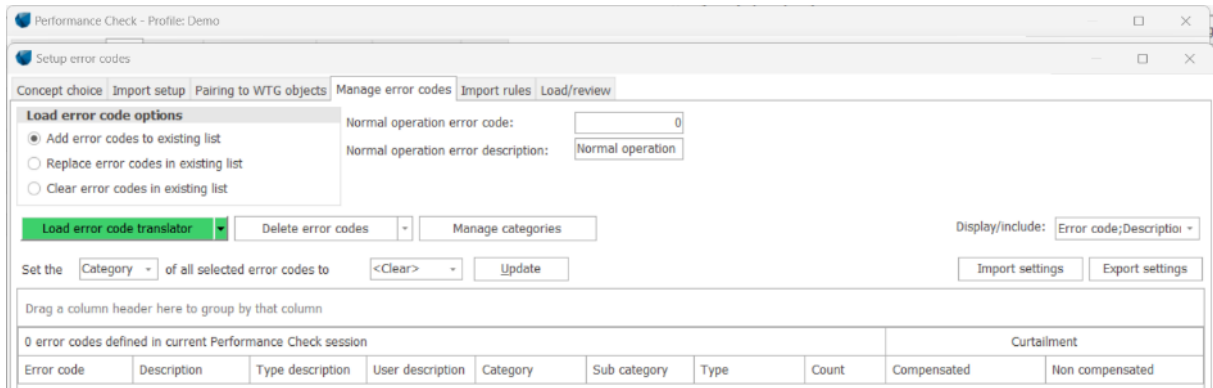 Performance Check - Profile: Demo
Setup error codes
Concept choice Import setup Pairing to WTG objects Manage error codes Import rules Load/review
Load error code options
Add error codes to existing list
Replace error codes in existing list
Clear error codes in existing list
Normal operation error code: 0
Normal operation error description: Normal operation
Load error code translator Delete error codes Manage categories Display/include: Error code;Description
Set the Category of all selected error codes to <Clear> Update Import settings Export settings
Drag a column header here to group by that column
0 error codes defined in current Performance Check session Curtailment
Error code Description Type description User description Category Sub category Type Count Compensated Non compensated